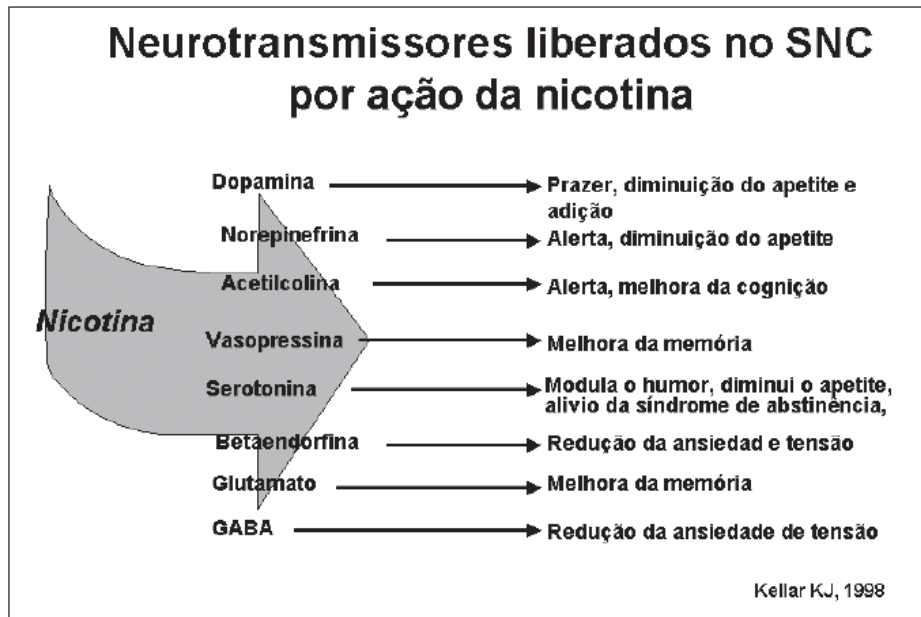 Neurotransmissores liberados no SNC
por ação da nicotina
Nicotina
Dopamina
Prazer, diminuição do apetite e
adição
Norepinefrina
Alerta, diminuição do apetite
Acetilcolina
Alerta, melhora da cognição
Vasopressina
Melhora da memória
Serotonina
Modula o humor, diminui o apetite,
alivio da síndrome de abstinência,
Betaendorfina
Redução da ansiedad e tensão
Glutamato
Melhora da memória
GABA
Redução da ansiedade de tensão
Kellar KJ, 1998